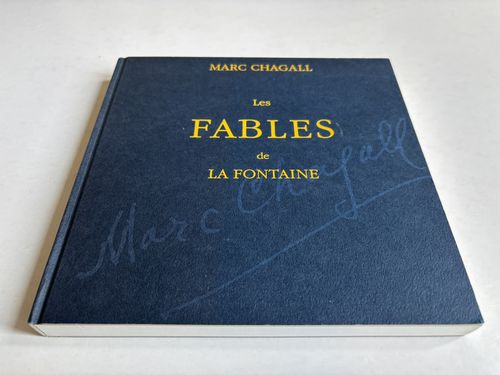 MARC CHAGALL
Les
FABLES
de
LA FONTAINE
Marc Chagall